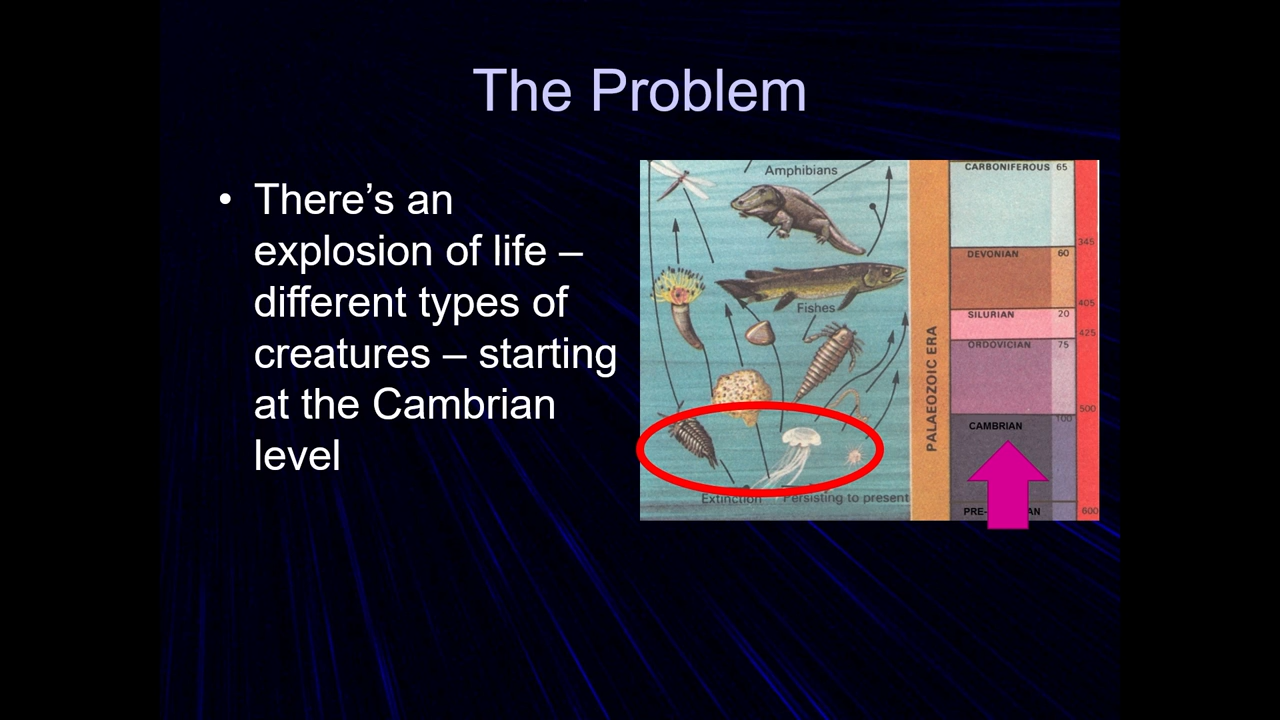 The Problem
• There’s an
explosion of life –
different types of
creatures – starting
at the Cambrian
level
Amphibians
Fishes
Extinction
Persisting to present
PALAEOZOIC ERA
CARBONIFEROUS 65
345
DEVONIAN 60
405
SILURIAN 20
425
ORDOVICIAN 75
500
CAMBRIAN 100
600